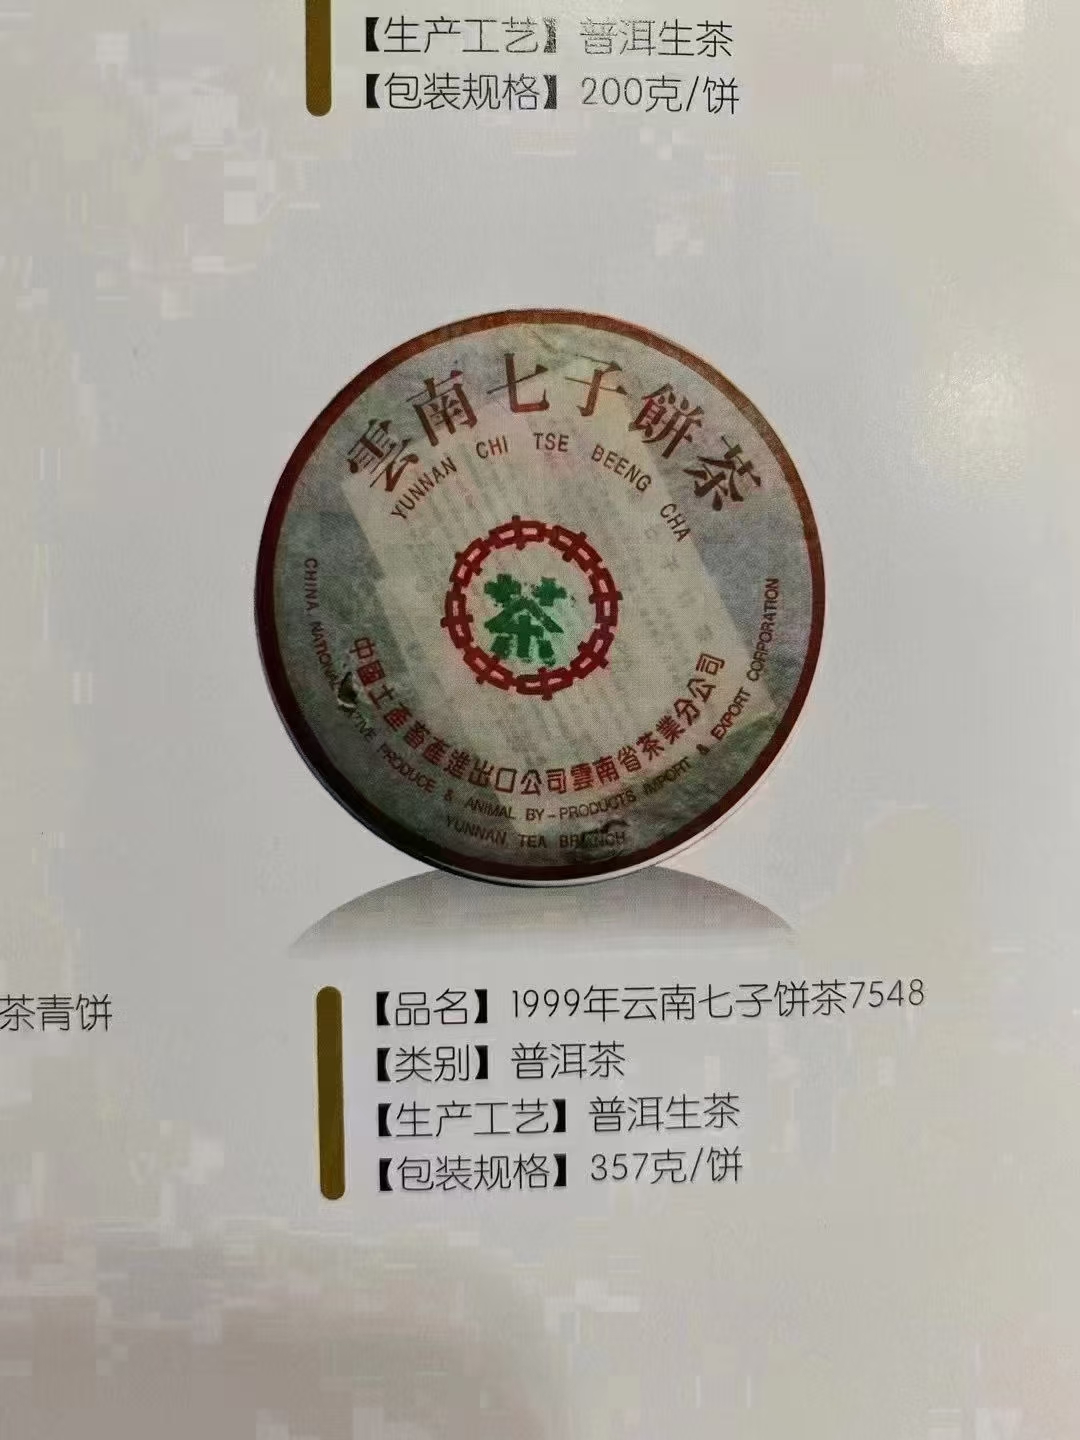 【生产工艺】普洱生茶
【包装规格】200克/饼
雲南七子餅茶
YUNNAN CHI TSE BEENG CHA
茶
中國土產畜產進出口公司雲南省茶業分公司
CHINA NATIONAL NATIVE PRODUCE & ANIMAL BY-PRODUCTS IMPORT & EXPORT CORPORATION
YUNNAN TEA BRANCH
茶青饼
【品名】1999年云南七子饼茶7548
【类别】普洱茶
【生产工艺】普洱生茶
【包装规格】357克/饼